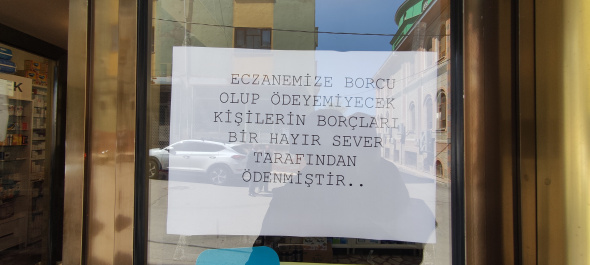 ECZANEMİZE BORCU
OLUP ÖDEYEMİYECEK
KİŞİLERİN BORÇLARI
BİR HAYIR SEVER
TARAFINDAN
ÖDENMİŞTİR..
K